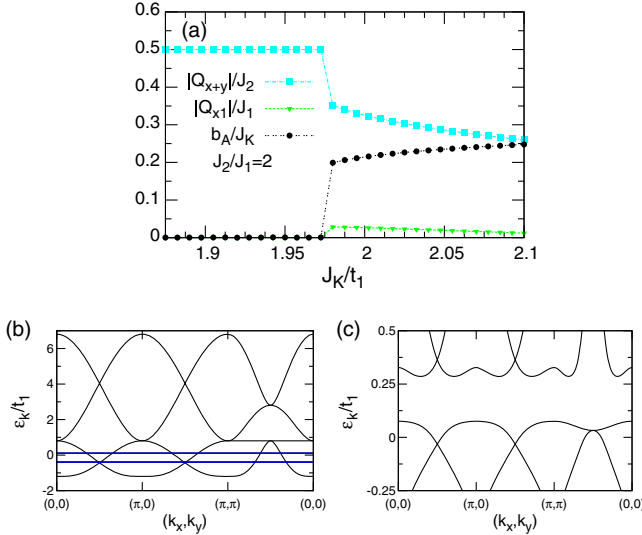 (a)
0.6
0.5
0.4
0.3
0.2
0.1
0
|Q_{x+y}|/J_2
|Q_{x1}|/J_1
b_A/J_K
J_2/J_1=2
1.9 1.95 2 2.05 2.1
J_K/t_1
(b)
6
4
2
0
-2
ε_k/t_1
(0,0) (π,0) (π,π) (0,0)
(k_x,k_y)
(c)
0.5
0.25
0
-0.25
ε_k/t_1
(0,0) (π,0) (π,π) (0,0)
(k_x,k_y)